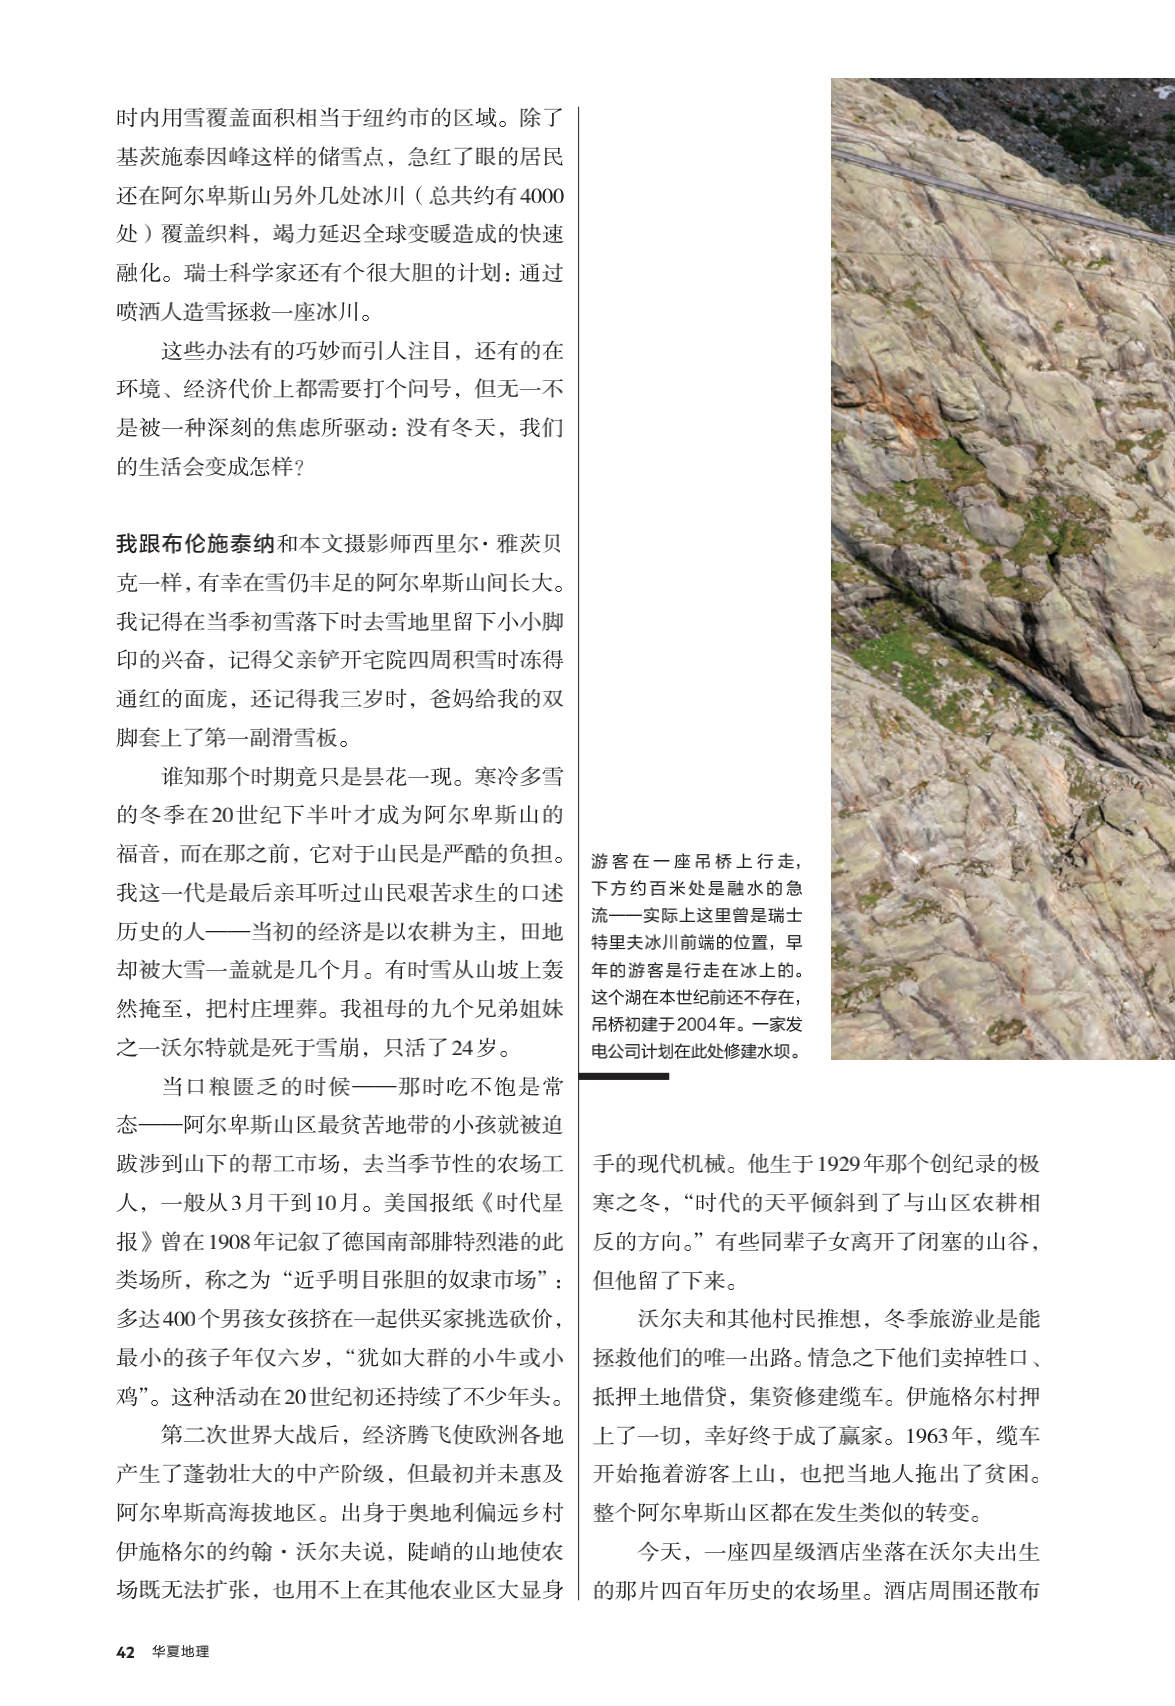 时内用雪覆盖面积相当于纽约市的区域。除了
基茨施泰因峰这样的储雪点，急红了眼的居民
还在阿尔卑斯山另外几处冰川（总共约有4000
处）覆盖织料，竭力延迟全球变暖造成的快速
融化。瑞士科学家还有个很大胆的计划：通过
喷洒人造雪拯救一座冰川。
这些办法有的巧妙而引人注目，还有的在
环境、经济代价上都需要打个问号，但无一不
是被一种深刻的焦虑所驱动：没有冬天，我们
的生活会变成怎样？
我跟布伦施泰纳和本文摄影师西里尔·雅茨贝
克一样，有幸在雪仍丰足的阿尔卑斯山间长大。
我记得在当季初雪落下时去雪地里留下小小脚
印的兴奋，记得父亲铲开宅院四周积雪时冻得
通红的面庞，还记得我三岁时，爸妈给我的双
脚套上了第一副滑雪板。
谁知那个时期竟只是昙花一现。寒冷多雪
的冬季在20世纪下半叶才成为阿尔卑斯山的
福音，而在那之前，它对于山民是严酷的负担。
我这一代是最后亲耳听过山民艰苦求生的口述
历史的人——当初的经济是以农耕为主，田地
却被大雪一盖就是几个月。有时雪从山坡上轰
然掩至，把村庄埋葬。我祖母的九个兄弟姐妹
之一沃尔特就是死于雪崩，只活了24岁。
当口粮匮乏的时候——那时吃不饱是常
态——阿尔卑斯山区最贫苦地带的小孩就被迫
跋涉到山下的帮工市场，去当季节性的农场工
人，一般从3月干到10月。美国报纸《时代星
报》曾在1908年记叙了德国南部腓特烈港的此
类场所，称之为“近乎明目张胆的奴隶市场”：
多达400个男孩女孩挤在一起供买家挑选砍价，
最小的孩子年仅六岁，“犹如大群的小牛或小
鸡”。这种活动在20世纪初还持续了不少年头。
第二次世界大战后，经济腾飞使欧洲各地
产生了蓬勃壮大的中产阶级，但最初并未惠及
阿尔卑斯高海拔地区。出身于奥地利偏远乡村
伊施格尔的约翰·沃尔夫说，陡峭的山地使农
场既无法扩张，也用不上在其他农业区大显身
游客在一座吊桥上行走，
下方约百米处是融水的急
流——实际上这里曾是瑞士
特里夫冰川前端的位置，早
年的游客是行走在冰上的。
这个湖在本世纪前还不存在，
吊桥初建于2004年。一家发
电公司计划在此处修建水坝。
手的现代机械。他生于1929年那个创纪录的极
寒之冬，“时代的天平倾斜到了与山区农耕相
反的方向。”有些同辈子女离开了闭塞的山谷，
但他留了下来。
沃尔夫和其他村民推想，冬季旅游业是能
拯救他们的唯一出路。情急之下他们卖掉牲口、
抵押土地借贷，集资修建缆车。伊施格尔村押
上了一切，幸好终于成了赢家。1963年，缆车
开始拖着游客上山，也把当地人拖出了贫困。
整个阿尔卑斯山区都在发生类似的转变。
今天，一座四星级酒店坐落在沃尔夫出生
的那片四百年历史的农场里。酒店周围还散布
42 华夏地理